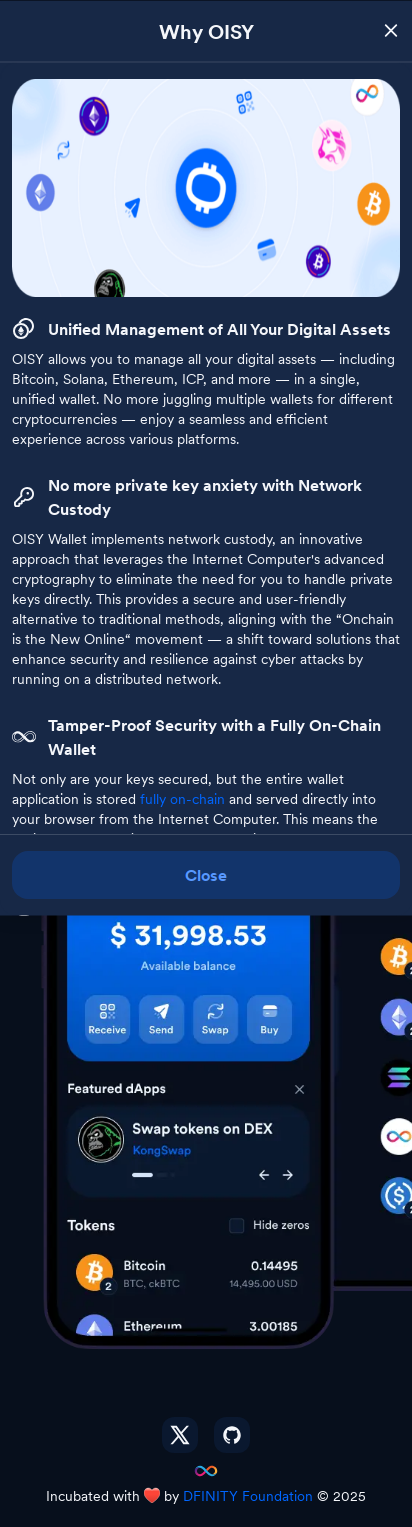 Why OISY
Unified Management of All Your Digital Assets
OISY allows you to manage all your digital assets — including
Bitcoin, Solana, Ethereum, ICP, and more — in a single,
unified wallet. No more juggling multiple wallets for different
cryptocurrencies — enjoy a seamless and efficient
experience across various platforms.
No more private key anxiety with Network
Custody
OISY Wallet implements network custody, an innovative
approach that leverages the Internet Computer's advanced
cryptography to eliminate the need for you to handle private
keys directly. This provides a secure and user-friendly
alternative to traditional methods, aligning with the “Onchain
is the New Online“ movement — a shift toward solutions that
enhance security and resilience against cyber attacks by
running on a distributed network.
Tamper-Proof Security with a Fully On-Chain
Wallet
Not only are your keys secured, but the entire wallet
application is stored fully on-chain and served directly into
your browser from the Internet Computer. This means the
Close
$ 31,998.53
Available balance
Receive Send Swap Buy
Featured dApps
Swap tokens on DEX
KongSwap
Tokens Hide zeros
Bitcoin 0.14495
2 BTC, ckBTC 14,495.00 USD
Ethereum 3.00185
Incubated with ❤️ by DFINITY Foundation © 2025